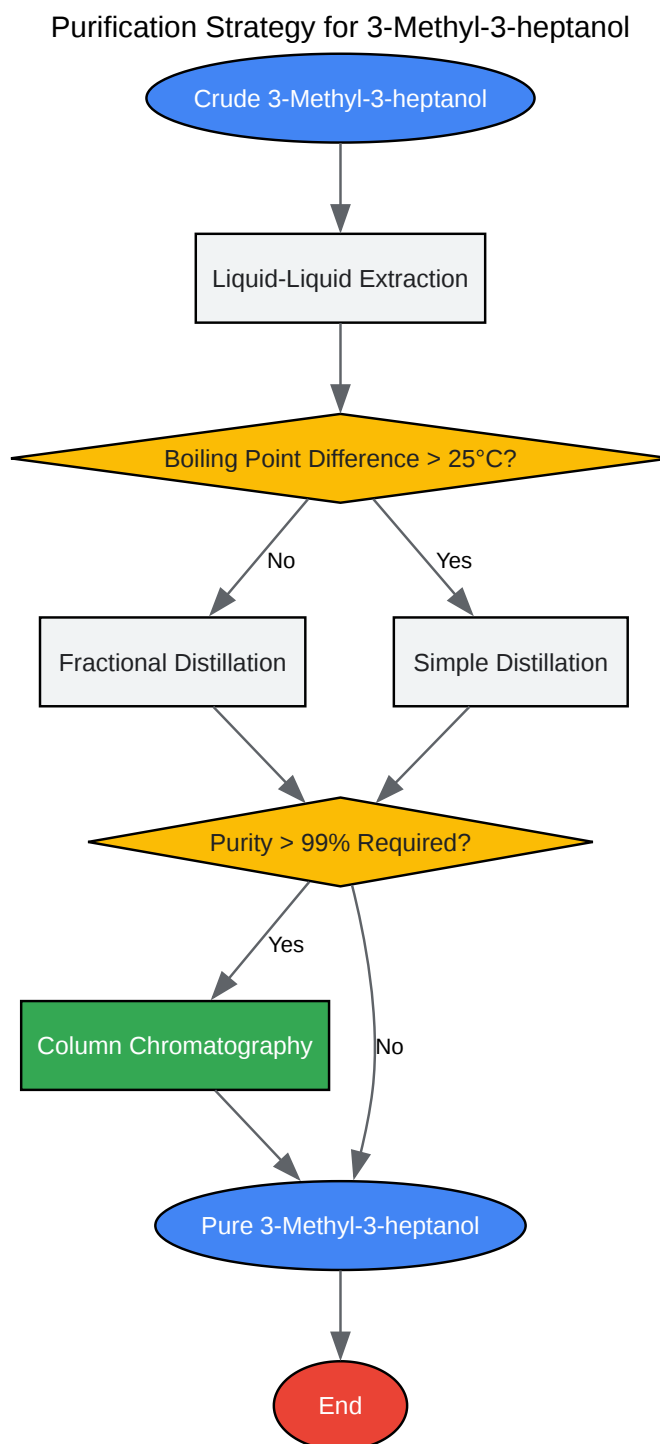 Purification Strategy for 3-Methyl-3-heptanol
Crude 3-Methyl-3-heptanol
Liquid-Liquid Extraction
Boiling Point Difference > 25°C?
No
Yes
Fractional Distillation
Simple Distillation
Purity > 99% Required?
Yes
Column Chromatography
No
Pure 3-Methyl-3-heptanol
End